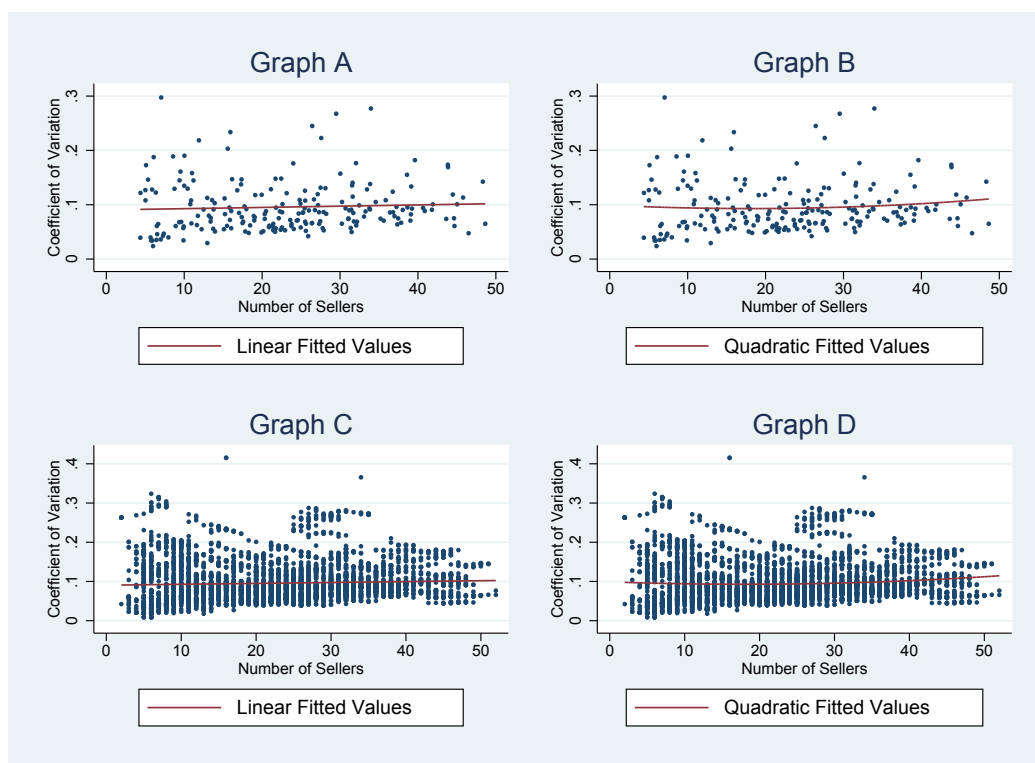 Graph A
Coefficient of Variation
.3
.2
.1
0
0 10 20 30 40 50
Number of Sellers
Linear Fitted Values
Graph B
Coefficient of Variation
.3
.2
.1
0
0 10 20 30 40 50
Number of Sellers
Quadratic Fitted Values
Graph C
Coefficient of Variation
.4
.3
.2
.1
0
0 10 20 30 40 50
Number of Sellers
Linear Fitted Values
Graph D
Coefficient of Variation
.4
.3
.2
.1
0
0 10 20 30 40 50
Number of Sellers
Quadratic Fitted Values